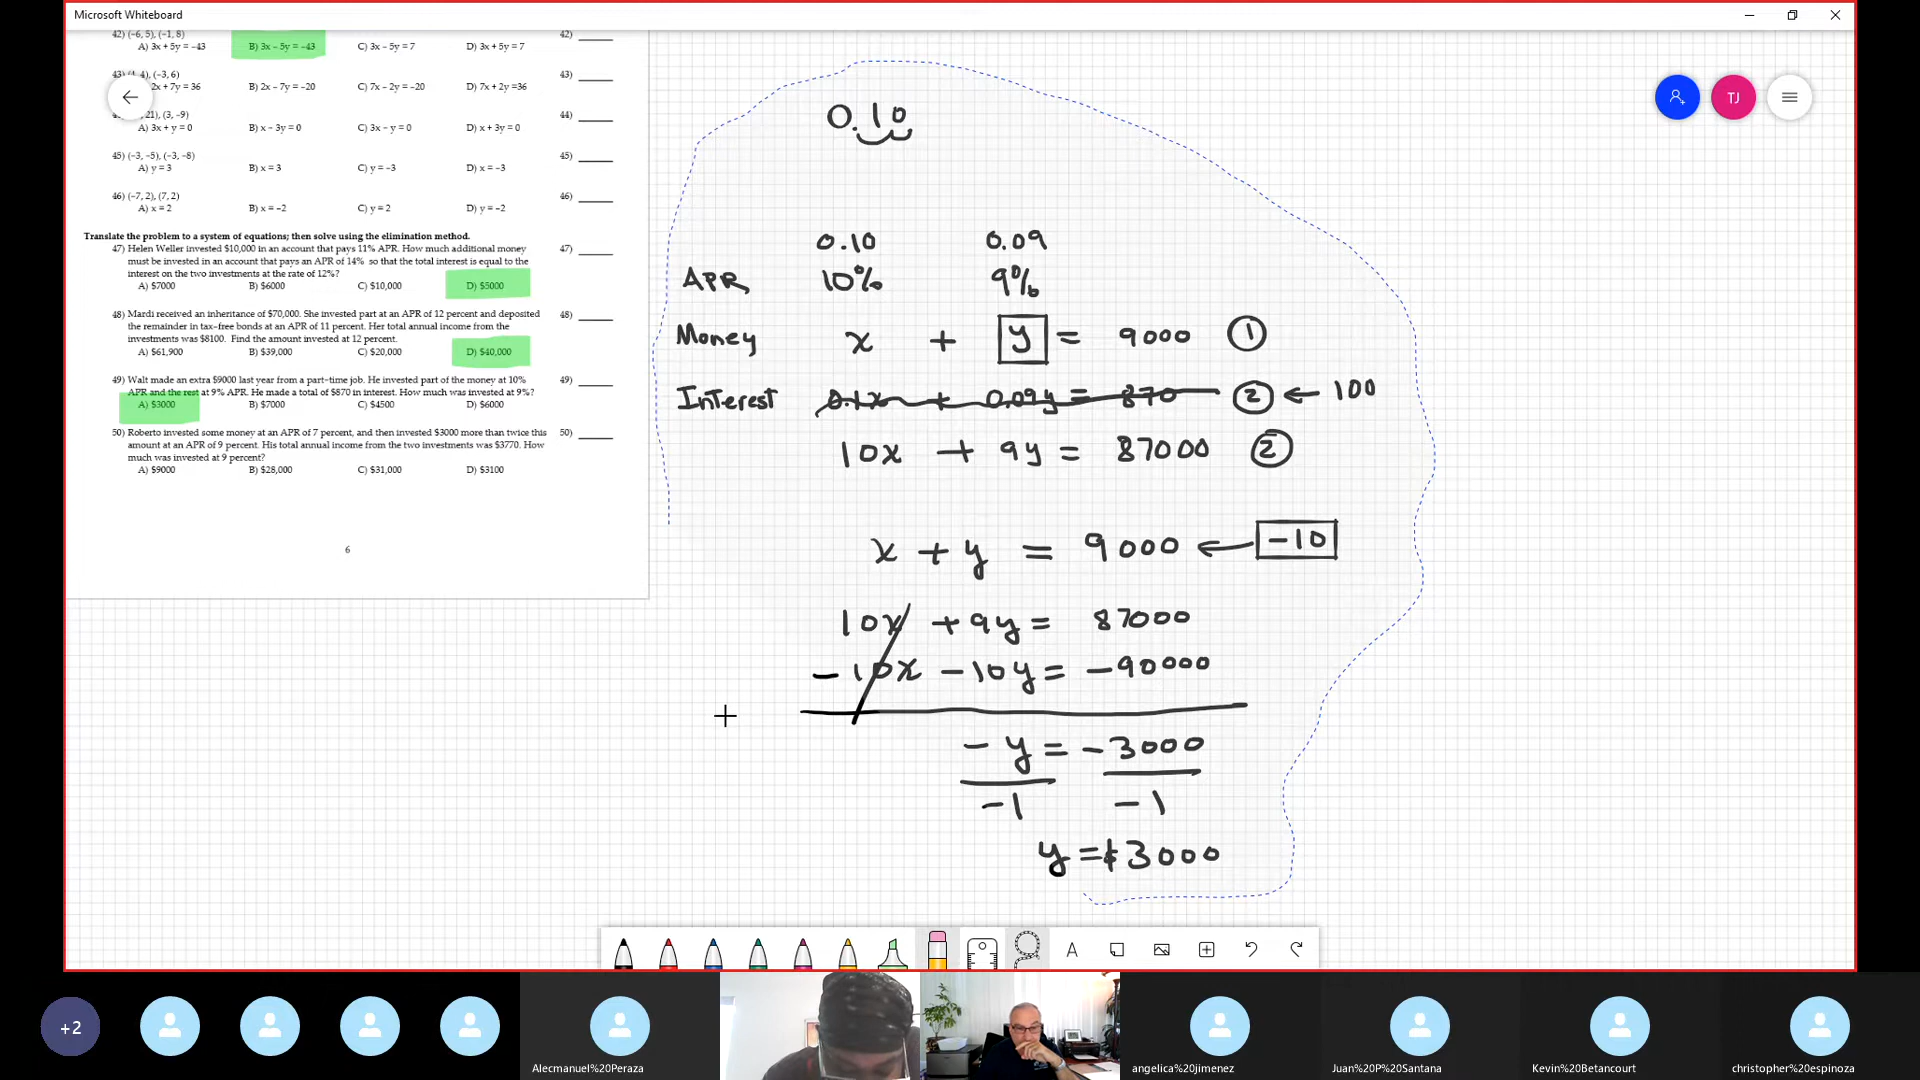 Microsoft Whiteboard
42) (−6, 5), (−1, 8)
A) 3x + 5y = −43 B) 3x − 5y = −43 C) 3x − 5y = 7 D) 3x + 5y = 7 42)
43) (4, 4), (−3, 6) 43)
2x + 7y = 36 B) 2x − 7y = −20 C) 7x − 2y = −20 D) 7x + 2y =36
21), (3, −9) 44)
A) 3x + y = 0 B) x − 3y = 0 C) 3x − y = 0 D) x + 3y = 0
45) (−3, −5), (−3, −8) 45)
A) y = 3 B) x = 3 C) y = −3 D) x = −3
46) (−7, 2), (7, 2) 46)
A) x = 2 B) x = −2 C) y = 2 D) y = −2
Translate the problem to a system of equations; then solve using the elimination method.
47) Helen Weller invested $10,000 in an account that pays 11% APR. How much additional money 47)
must be invested in an account that pays an APR of 14% so that the total interest is equal to the
interest on the two investments at the rate of 12%?
A) $7000 B) $6000 C) $10,000 D) $5000
48) Mardi received an inheritance of $70,000. She invested part at an APR of 12 percent and deposited 48)
the remainder in tax-free bonds at an APR of 11 percent. Her total annual income from the
investments was $8100. Find the amount invested at 12 percent.
A) $61,900 B) $39,000 C) $20,000 D) $40,000
49) Walt made an extra $9000 last year from a part-time job. He invested part of the money at 10% 49)
APR and the rest at 9% APR. He made a total of $870 in interest. How much was invested at 9%?
A) $3000 B) $7000 C) $4500 D) $6000
50) Roberto invested some money at an APR of 7 percent, and then invested $3000 more than twice this 50)
amount at an APR of 9 percent. His total annual income from the two investments was $3770. How
much was invested at 9 percent?
A) $9000 B) $28,000 C) $31,000 D) $3100
6
0.10
0.10 0.09
APR 10% 9%
Money x + y = 9000 1
Interest 0.1x + 0.09y = 870 2 ← 100
10x + 9y = 87000 2
x + y = 9000 ← -10
10x + 9y = 87000
-10x - 10y = -90000
+
-y = -3000
-1 -1
y = $3000
TJ
A
+2
Alecmanuel%20Peraza
angelica%20jimenez
Juan%20P%20Santana
Kevin%20Betancourt
christopher%20espinoza